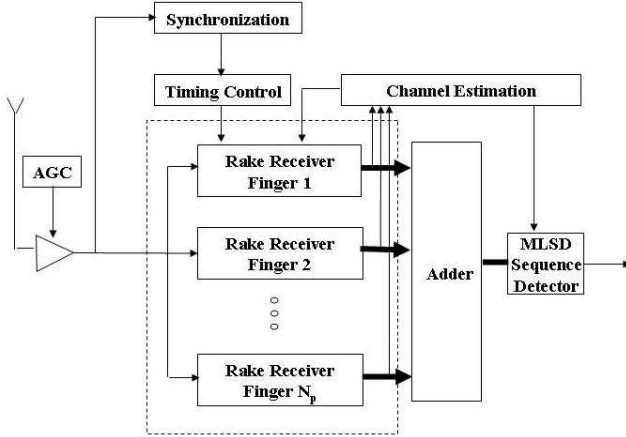 Synchronization
Timing Control
Channel Estimation
AGC
Rake Receiver
Finger 1
Rake Receiver
Finger 2
Rake Receiver
Finger Np
Adder
MLSD
Sequence
Detector